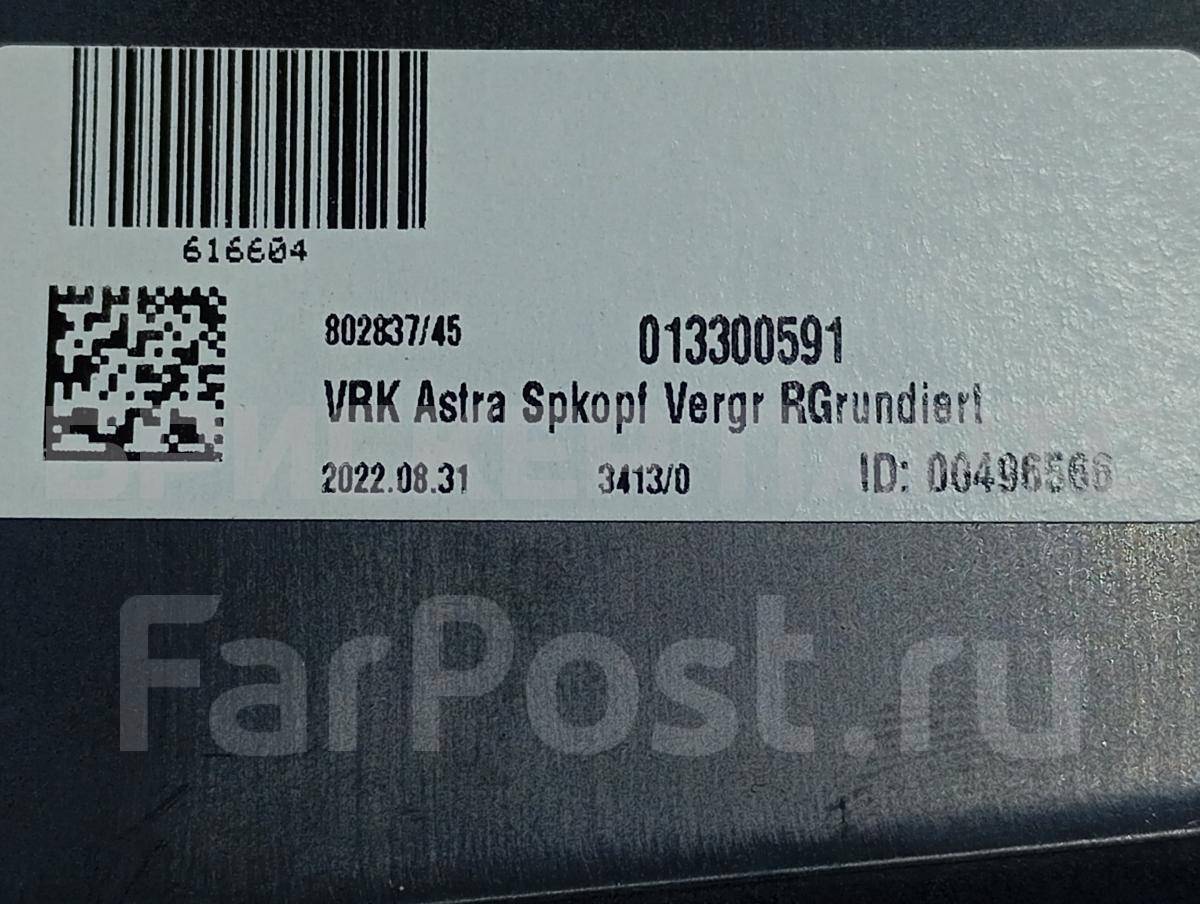 616604
802837/45 013300591
VRK Astra Spkopf Vergr RGrundiert
2022.08.31 3413/0 ID: 00496566
FarPost.ru